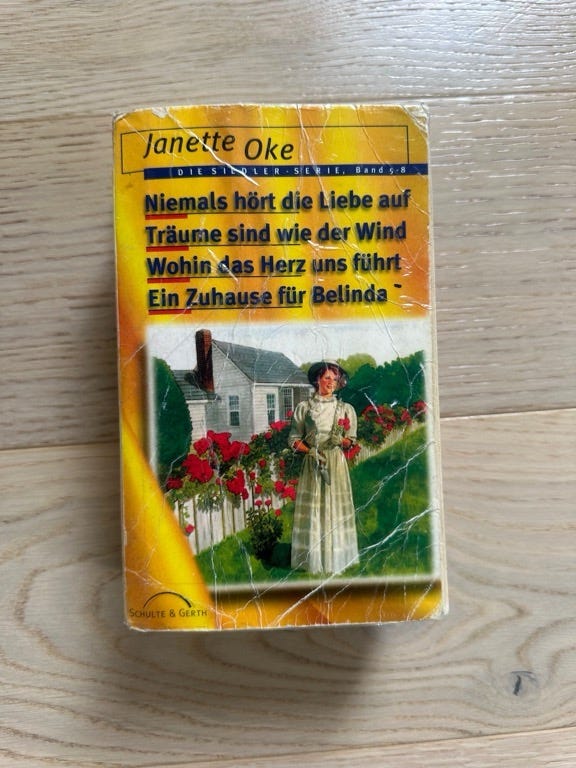 Janette Oke
DIE SIEDLER-SERIE, Band 5-8
Niemals hört die Liebe auf
Träume sind wie der Wind
Wohin das Herz uns führt
Ein Zuhause für Belinda
SCHULTE & GERTH